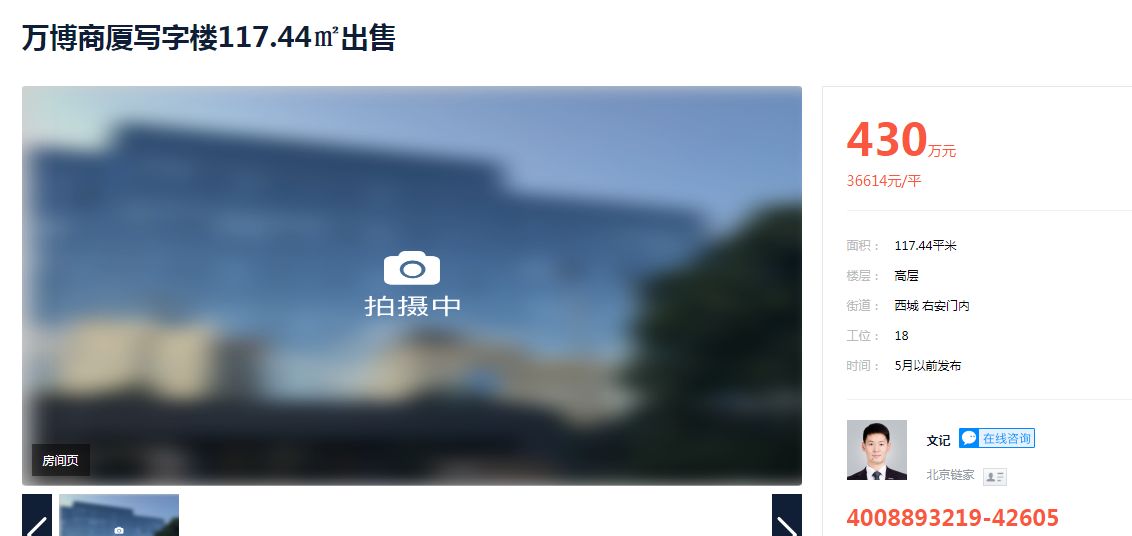 万博商厦写字楼117.44㎡出售
拍摄中
房间页
430万元
36614元/平
面积： 117.44平米
楼层： 高层
街道： 西城 右安门内
工位： 18
时间： 5月以前发布
文记 在线咨询
北京链家
4008893219-42605